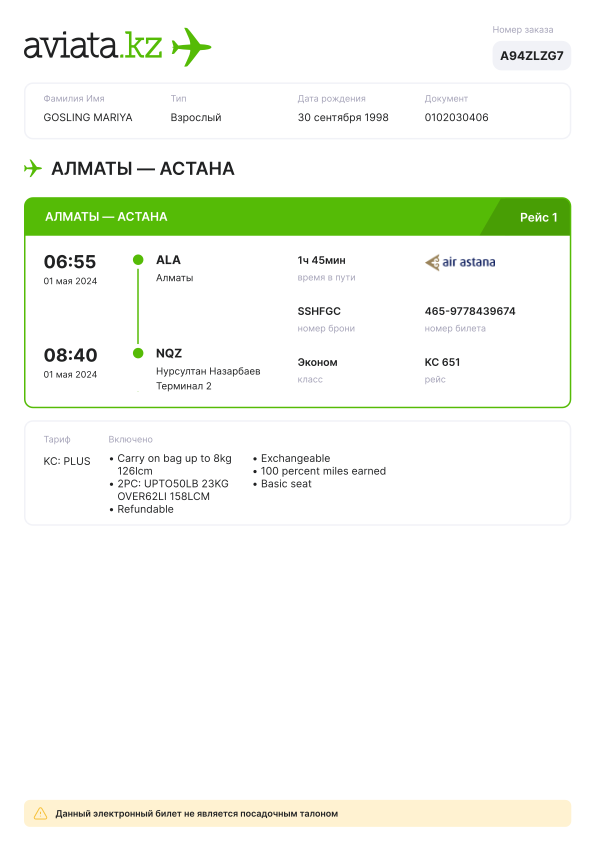 aviata.kz
Номер заказа
A94ZLZG7
Фамилия Имя
Тип
Дата рождения
Документ
GOSLING MARIYA
Взрослый
30 сентября 1998
0102030406
АЛМАТЫ — АСТАНА
АЛМАТЫ — АСТАНА
Рейс 1
06:55
01 мая 2024
ALA
Алматы
1ч 45мин
время в пути
air astana
SSHFGC
номер брони
465-9778439674
номер билета
08:40
01 мая 2024
NQZ
Нурсултан Назарбаев
Терминал 2
Эконом
класс
KC 651
рейс
Тариф
Включено
KC: PLUS
• Carry on bag up to 8kg
126lcm
• 2PC: UPTO50LB 23KG
OVER62LI 158LCM
• Refundable
• Exchangeable
• 100 percent miles earned
• Basic seat
Данный электронный билет не является посадочным талоном